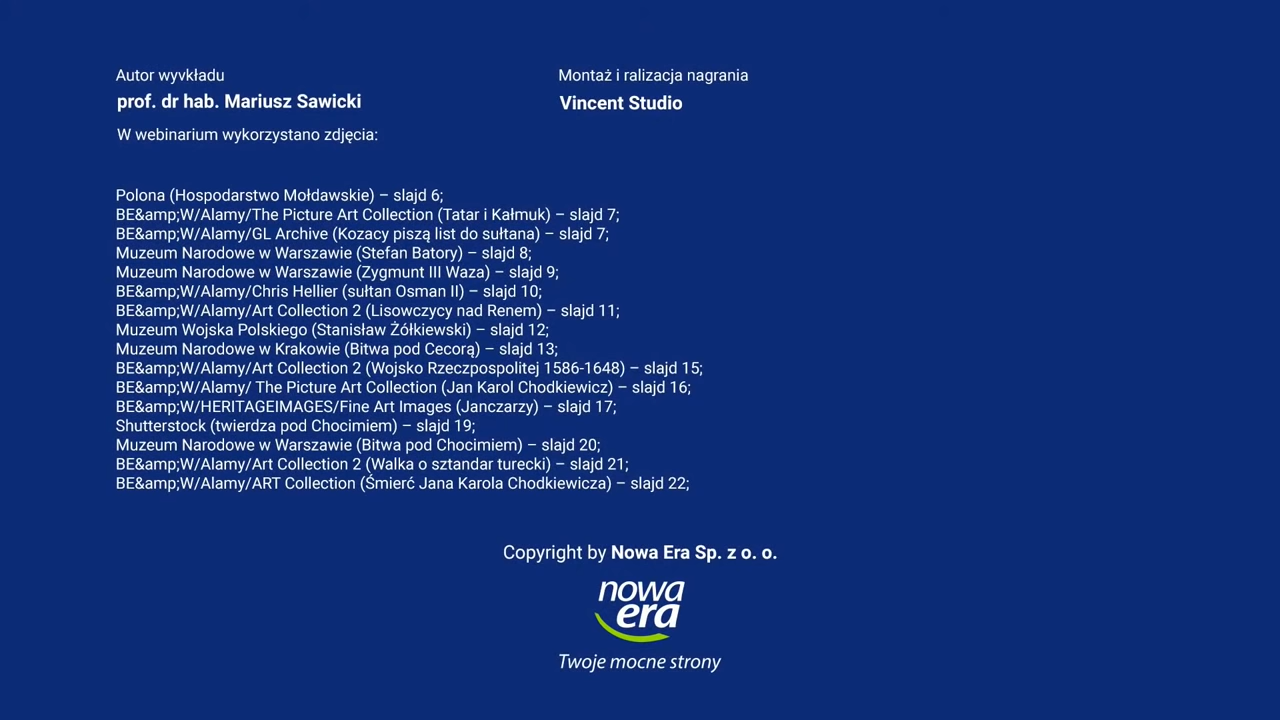 Autor wyvkładu
prof. dr hab. Mariusz Sawicki
Montaż i ralizacja nagrania
Vincent Studio
W webinarium wykorzystano zdjęcia:
Polona (Hospodarstwo Mołdawskie) – slajd 6;
BE&amp;W/Alamy/The Picture Art Collection (Tatar i Kałmuk) – slajd 7;
BE&amp;W/Alamy/GL Archive (Kozacy piszą list do sułtana) – slajd 7;
Muzeum Narodowe w Warszawie (Stefan Batory) – slajd 8;
Muzeum Narodowe w Warszawie (Zygmunt III Waza) – slajd 9;
BE&amp;W/Alamy/Chris Hellier (sułtan Osman II) – slajd 10;
BE&amp;W/Alamy/Art Collection 2 (Lisowczycy nad Renem) – slajd 11;
Muzeum Wojska Polskiego (Stanisław Żółkiewski) – slajd 12;
Muzeum Narodowe w Krakowie (Bitwa pod Cecorą) – slajd 13;
BE&amp;W/Alamy/Art Collection 2 (Wojsko Rzeczpospolitej 1586-1648) – slajd 15;
BE&amp;W/Alamy/ The Picture Art Collection (Jan Karol Chodkiewicz) – slajd 16;
BE&amp;W/HERITAGEIMAGES/Fine Art Images (Janczarzy) – slajd 17;
Shutterstock (twierdza pod Chocimiem) – slajd 19;
Muzeum Narodowe w Warszawie (Bitwa pod Chocimiem) – slajd 20;
BE&amp;W/Alamy/Art Collection 2 (Walka o sztandar turecki) – slajd 21;
BE&amp;W/Alamy/ART Collection (Śmierć Jana Karola Chodkiewicza) – slajd 22;
Copyright by Nowa Era Sp. z o. o.
nowa
era
Twoje mocne strony